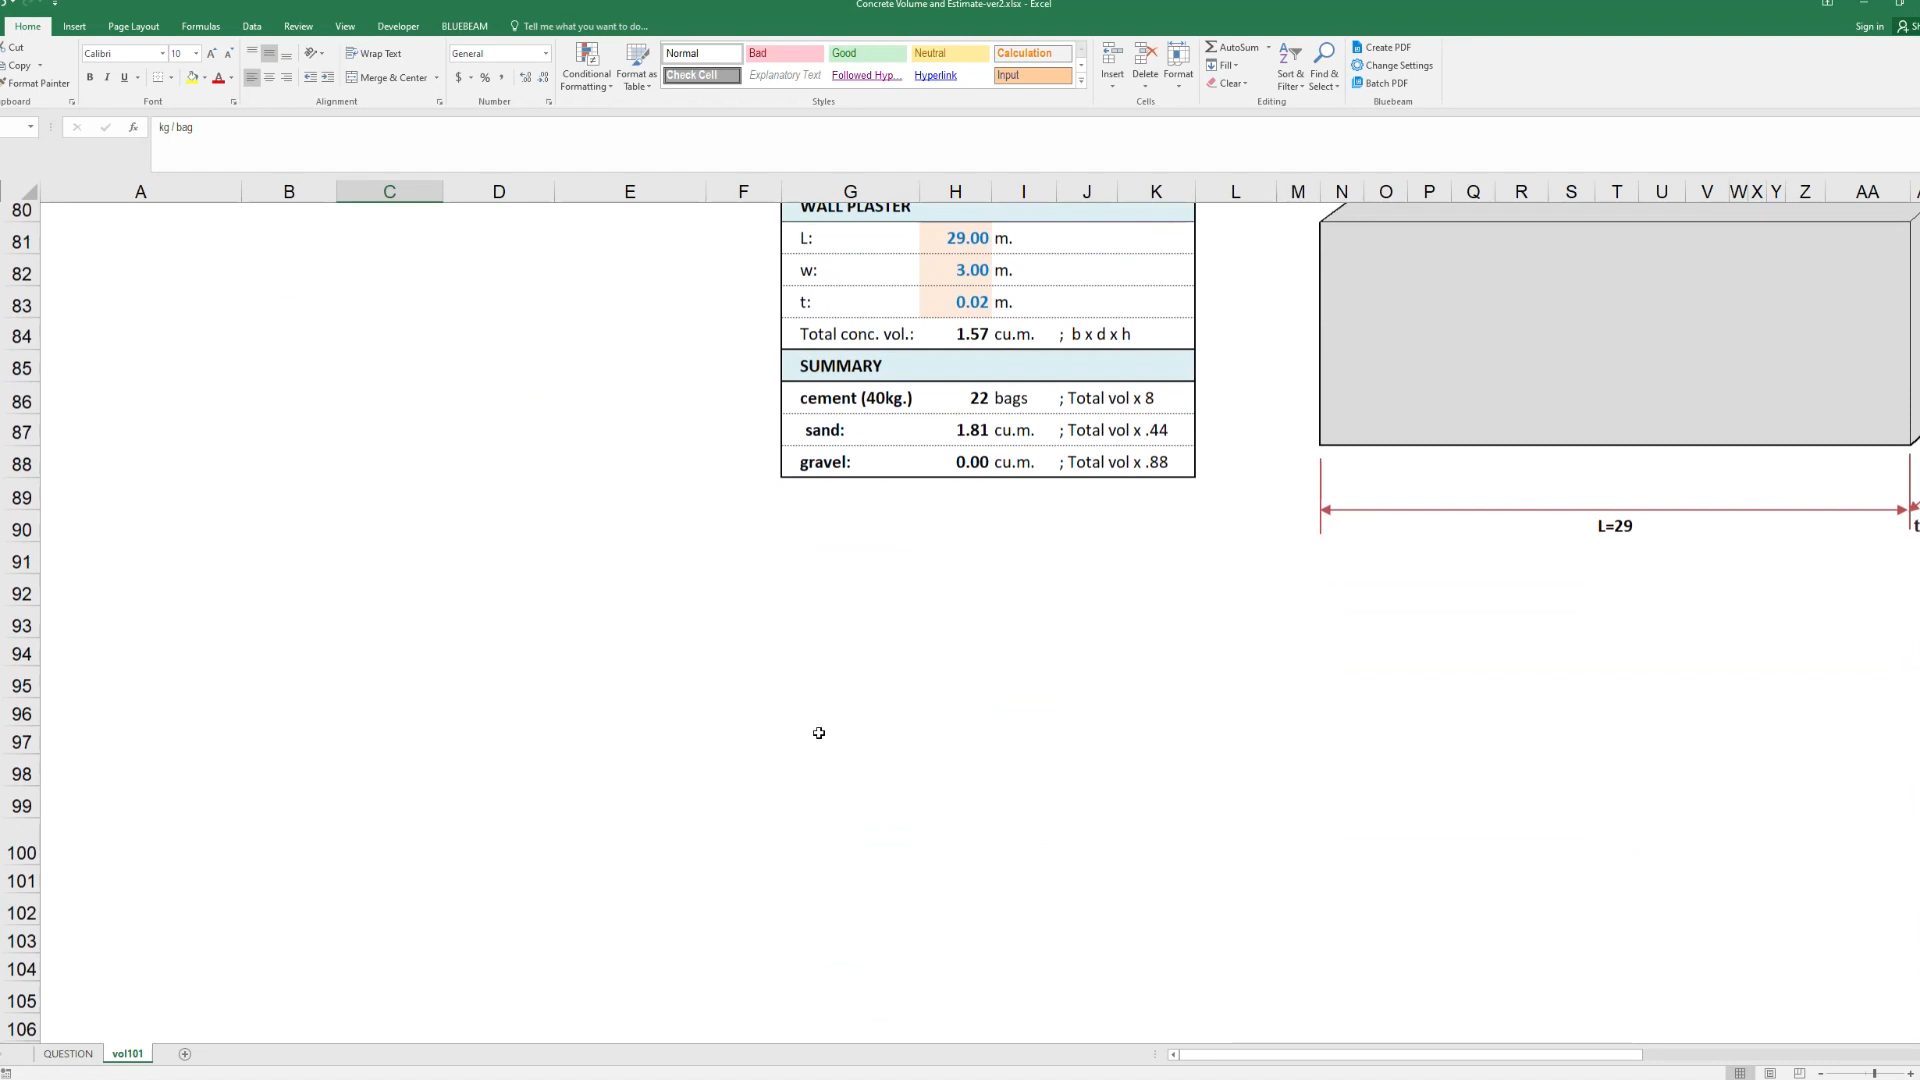 Concrete Volume and Estimate-ver2.xlsx - Excel
Home Insert Page Layout Formulas Data Review View Developer BLUEBEAM Tell me what you want to do... Sign in
Cut
Copy
Format Painter
Calibri 10
B I U
Font
Wrap Text
Merge & Center
Alignment
General
$ %
Number
Conditional Formatting
Format as Table
Normal Bad Good Neutral Calculation
Check Cell Explanatory Text Followed Hyp... Hyperlink Input
Styles
Insert Delete Format
Cells
AutoSum
Fill
Clear
Sort & Filter
Find & Select
Editing
Create PDF
Change Settings
Batch PDF
Bluebeam
fx kg / bag
A B C D E F G H I J K L M N O P Q R S T U V W X Y Z AA
80 WALL PLASTER
81 L: 29.00 m.
82 w: 3.00 m.
83 t: 0.02 m.
84 Total conc. vol.: 1.57 cu.m. ; b x d x h
85 SUMMARY
86 cement (40kg.) 22 bags ; Total vol x 8
87 sand: 1.81 cu.m. ; Total vol x .44
88 gravel: 0.00 cu.m. ; Total vol x .88
89
90 L=29
91
92
93
94
95
96
97
98
99
100
101
102
103
104
105
106
QUESTION vol101